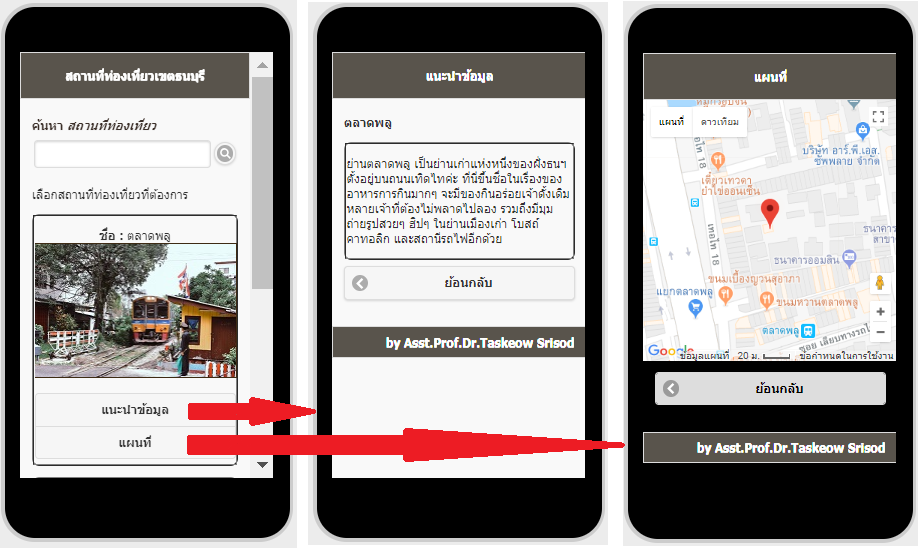 สถานที่ท่องเที่ยวเขตธนบุรี
ค้นหา สถานที่ท่องเที่ยว
เลือกสถานที่ท่องเที่ยวที่ต้องการ
ชื่อ : ตลาดพลู
แนะนำข้อมูล
แผนที่
แนะนำข้อมูล
ตลาดพลู
ย่านตลาดพลู เป็นย่านเก่าแห่งหนึ่งของฝั่งธนฯ
ตั้งอยู่บนถนนเทิดไทค่ะ ที่นี่ขึ้นชื่อในเรื่องของ
อาหารการกินมากๆ จะมีของกินอร่อยเจ้าดั้งเดิม
หลายเจ้าที่ต้องไม่พลาดไปลอง รวมถึงมีมุม
ถ่ายรูปสวยๆ ฮิปๆ ในย่านเมืองเก่า โบสถ์
คาทอลิก และสถานีรถไฟอีกด้วย
ย้อนกลับ
by Asst.Prof.Dr.Taskeow Srisod
แผนที่
แผนที่ ดาวเทียม
บริษัท อาร์.พี.เอส.
ซัพพลาย จำกัด
เตี๋ยวเทวดา
ยำไข่ออนเซ็น
เทอดไท 18
เทอไท 18
ธนาคารออมสิน
ธนาคาร
ขนมเบื้องญวนสุอาภา
แยกตลาดพลู
ขนมหวานตลาดพลู
ตลาดพลู
ซอย เลียบทางรถไ
Google
ข้อมูลแผนที่ 20 ม. ข้อกำหนดในการใช้งาน
ย้อนกลับ
by Asst.Prof.Dr.Taskeow Srisod